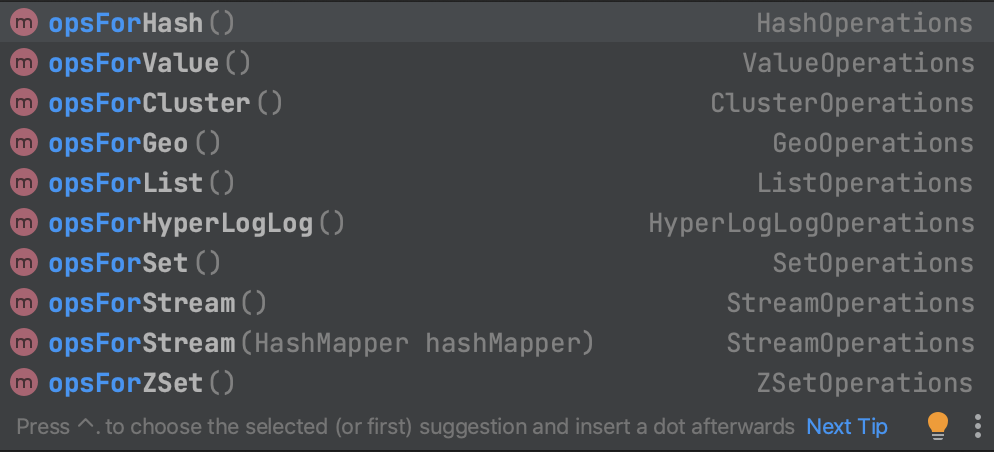 m opsForHash() HashOperations
m opsForValue() ValueOperations
m opsForCluster() ClusterOperations
m opsForGeo() GeoOperations
m opsForList() ListOperations
m opsForHyperLogLog() HyperLogLogOperations
m opsForSet() SetOperations
m opsForStream() StreamOperations
m opsForStream(HashMapper hashMapper) StreamOperations
m opsForZSet() ZSetOperations
Press ^. to choose the selected (or first) suggestion and insert a dot afterwards Next Tip